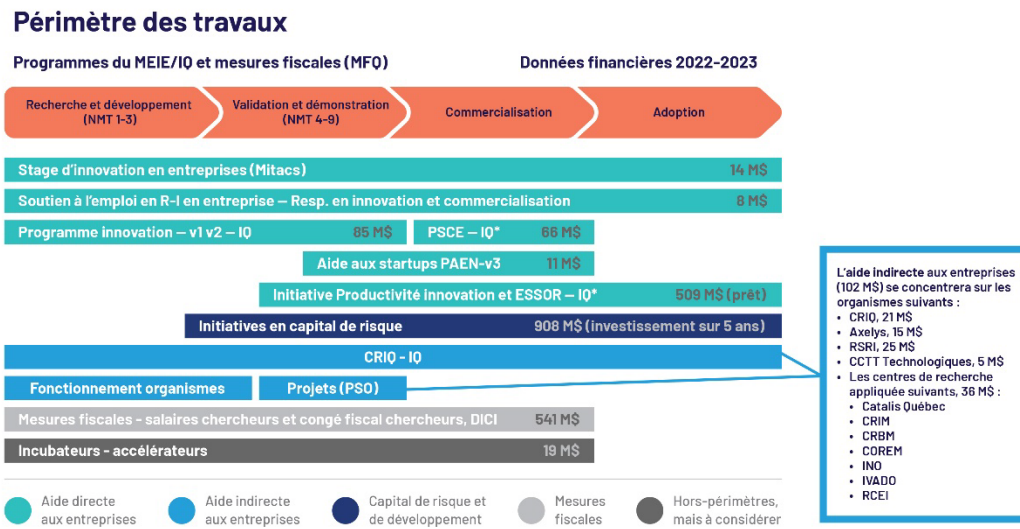 Périmètre des travaux
Programmes du MEIE/IQ et mesures fiscales (MFQ)
Données financières 2022-2023
Recherche et développement
(NMT 1-3)
Validation et démonstration
(NMT 4-9)
Commercialisation
Adoption
Stage d'innovation en entreprises (Mitacs) 14 M$
Soutien à l'emploi en R-I en entreprise – Resp. en innovation et commercialisation 8 M$
Programme innovation – v1 v2 – IQ 85 M$
PSCE – IQ* 66 M$
Aide aux startups PAEN-v3 11 M$
Initiative Productivité innovation et ESSOR – IQ* 509 M$ (prêt)
Initiatives en capital de risque 908 M$ (investissement sur 5 ans)
CRIQ - IQ
Fonctionnement organismes
Projets (PSO)
Mesures fiscales - salaires chercheurs et congé fiscal chercheurs, DICI 541 M$
Incubateurs - accélérateurs 19 M$
L'aide indirecte aux entreprises
(102 M$) se concentrera sur les
organismes suivants :
• CRIQ, 21 M$
• Axelys, 15 M$
• RSRI, 25 M$
• CCTT Technologiques, 5 M$
• Les centres de recherche
appliquée suivants, 36 M$ :
• Catalis Québec
• CRIM
• CRBM
• COREM
• INO
• IVADO
• RCEI
Aide directe
aux entreprises
Aide indirecte
aux entreprises
Capital de risque et
de développement
Mesures
fiscales
Hors-périmètres,
mais à considérer